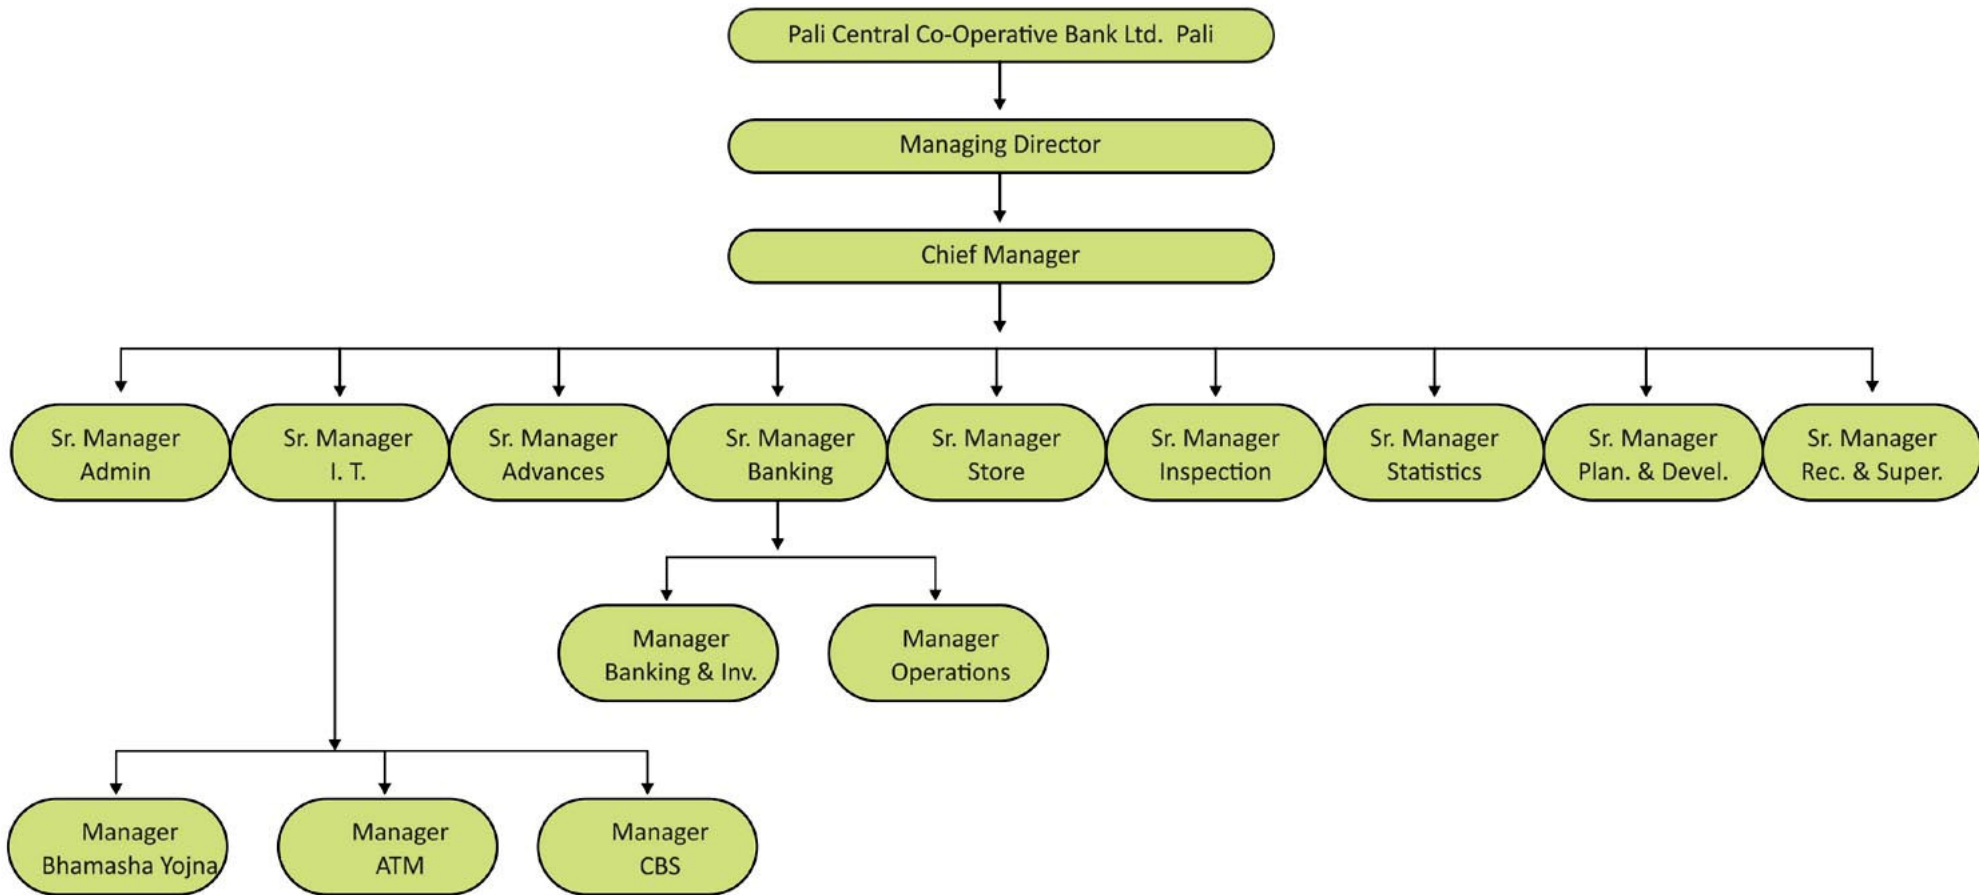 Pali Central Co-Operative Bank Ltd. Pali
Managing Director
Chief Manager
Sr. Manager
Admin
Sr. Manager
I. T.
Sr. Manager
Advances
Sr. Manager
Banking
Sr. Manager
Store
Sr. Manager
Inspection
Sr. Manager
Statistics
Sr. Manager
Plan. & Devel.
Sr. Manager
Rec. & Super.
Manager
Banking & Inv.
Manager
Operations
Manager
Bhamasha Yojna
Manager
ATM
Manager
CBS